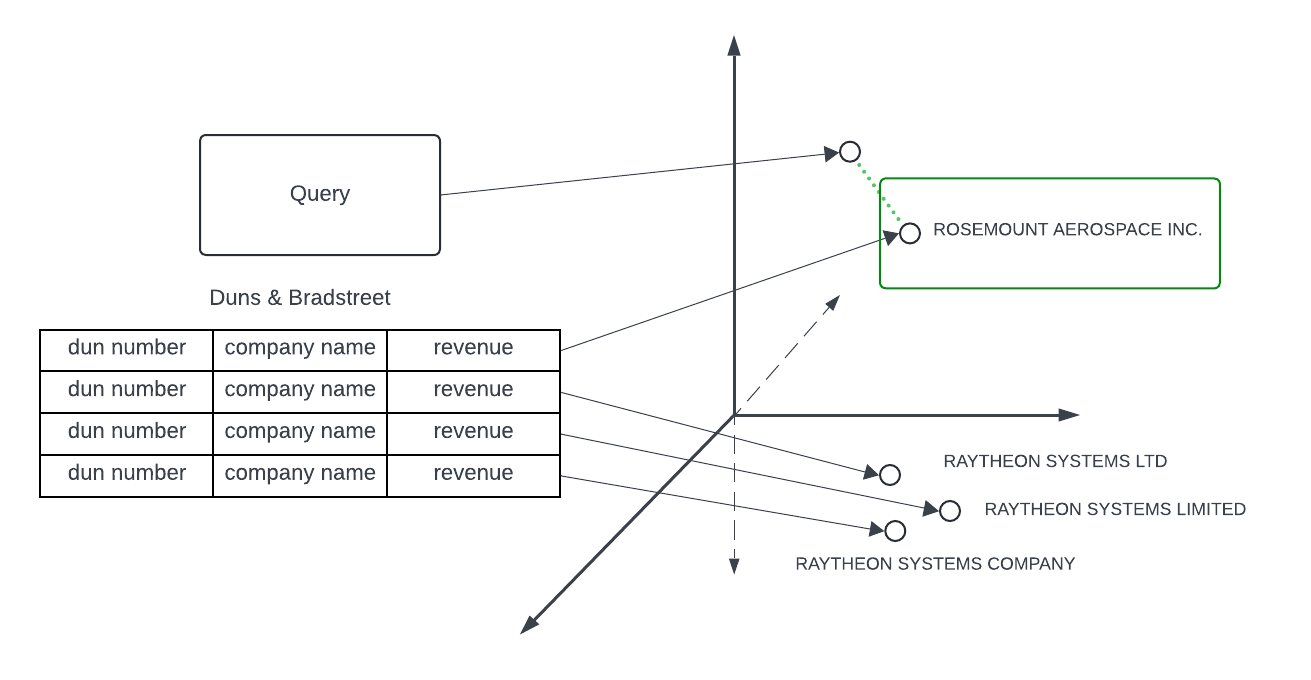 Query
Duns & Bradstreet
dun number company name revenue
dun number company name revenue
dun number company name revenue
dun number company name revenue
ROSEMOUNT AEROSPACE INC.
RAYTHEON SYSTEMS LTD
RAYTHEON SYSTEMS LIMITED
RAYTHEON SYSTEMS COMPANY